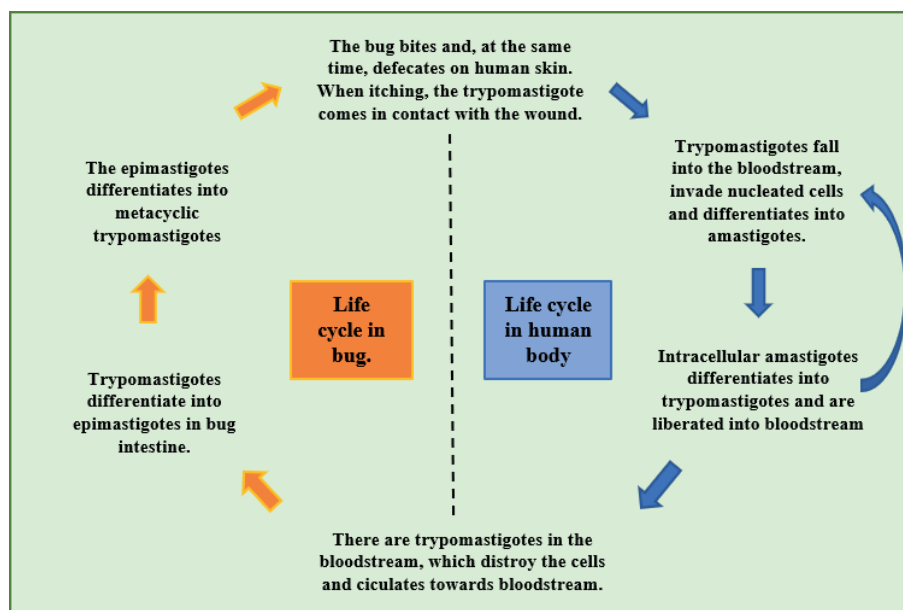 The bug bites and, at the same
time, defecates on human skin.
When itching, the trypomastigote
comes in contact with the wound.
Trypomastigotes fall
into the bloodstream,
invade nucleated cells
and differentiates into
amastigotes.
Intracellular amastigotes
differentiates into
trypomastigotes and are
liberated into bloodstream
There are trypomastigotes in the
bloodstream, which distroy the cells
and ciculates towards bloodstream.
Trypomastigotes
differentiate into
epimastigotes in bug
intestine.
The epimastigotes
differentiates into
metacyclic
trypomastigotes
Life
cycle in
bug.
Life cycle
in human
body